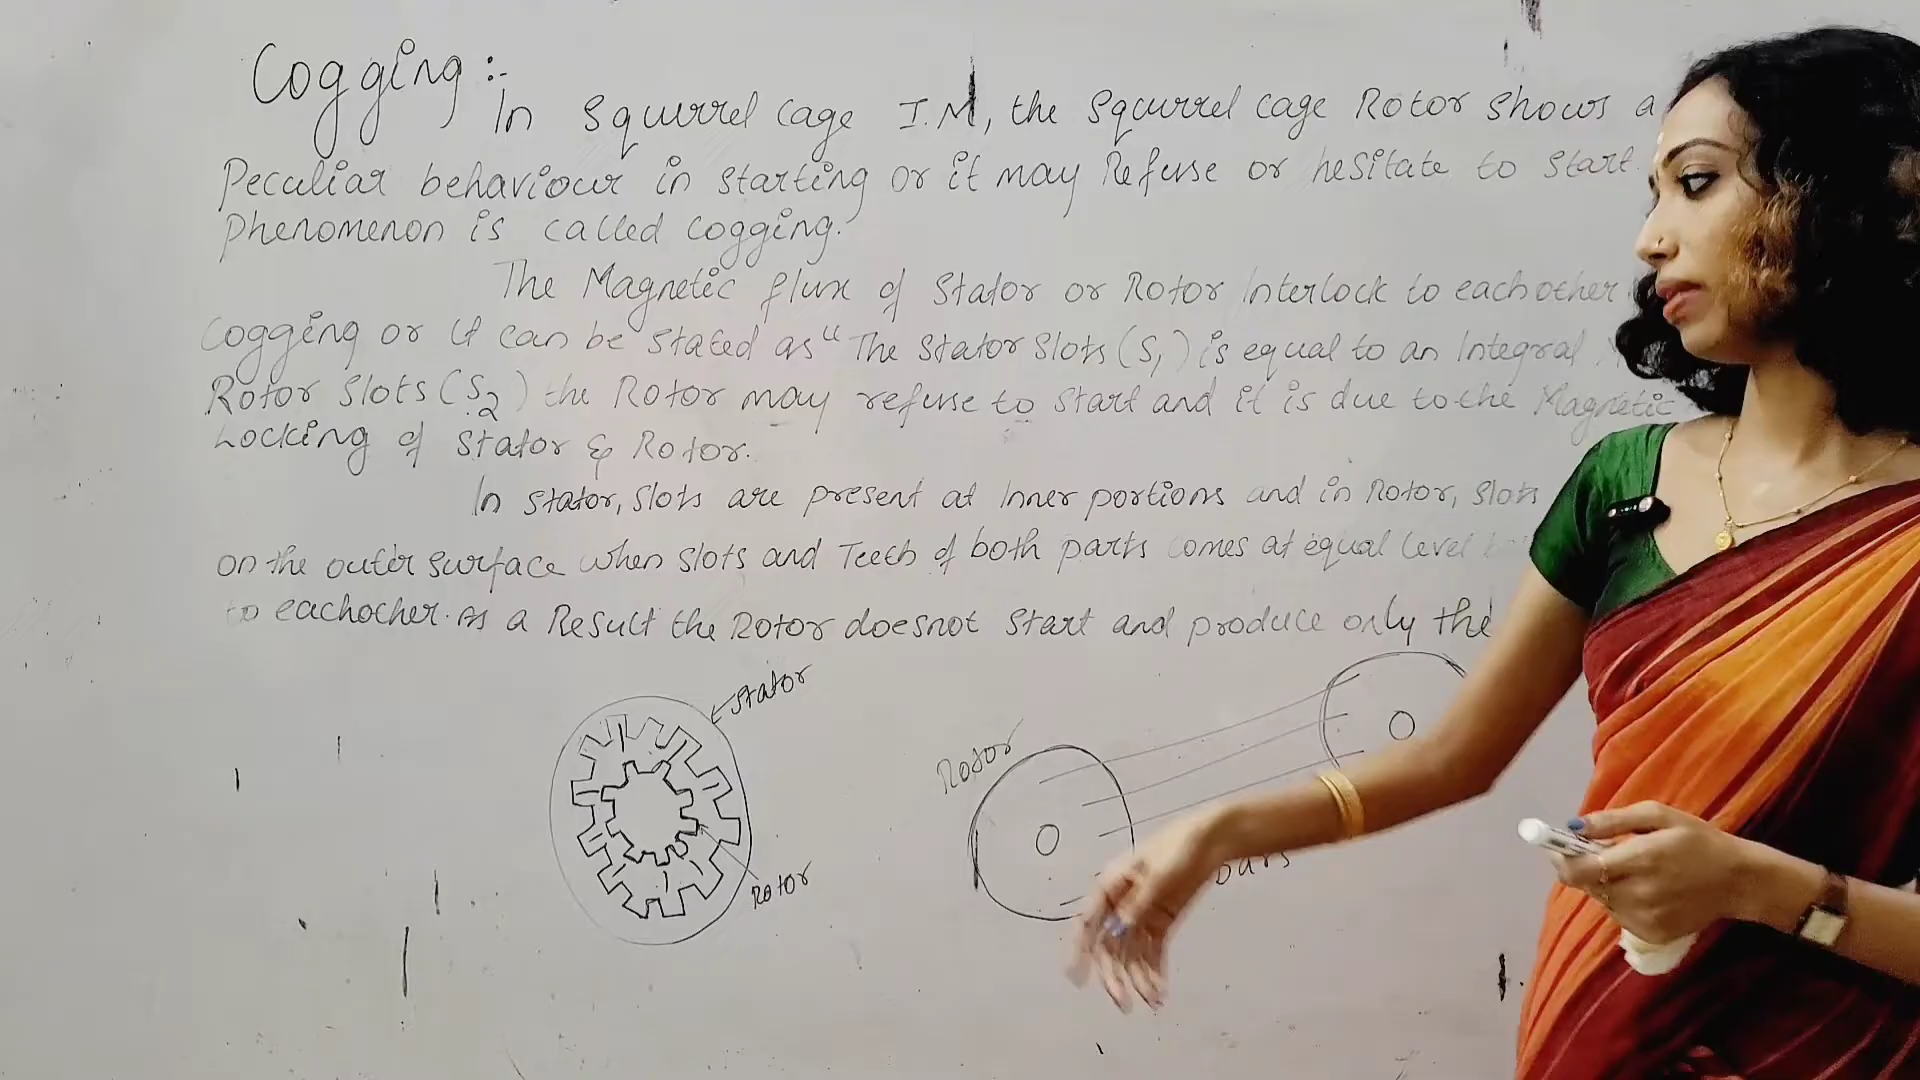 Cogging :-
In Squirrel cage I.M, the Squirrel cage Rotor shows a
Peculiar behaviour in starting or it may Refuse or hesitate to start.
Phenomenon is called cogging.
The Magnetic flux of Stator or Rotor Interlock to eachother
Cogging or it can be stated as "The Stator Slots (S1) is equal to an Integral
Rotor Slots (S2) the Rotor may refuse to start and it is due to the Magnetic
Locking of Stator & Rotor.
In stator, slots are present at Inner portions and in Rotor, slots
on the outer surface when slots and Teeth of both parts comes at equal level
to eachother. As a Result the Rotor doesnot start and produce only the
Stator
Rotor
Rotor
bars